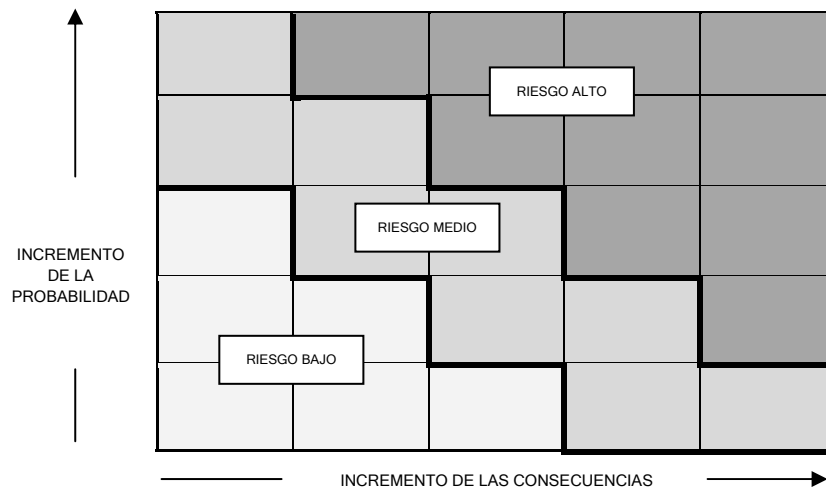 RIESGO ALTO
RIESGO MEDIO
INCREMENTO
DE LA
PROBABILIDAD
RIESGO BAJO
INCREMENTO DE LAS CONSECUENCIAS